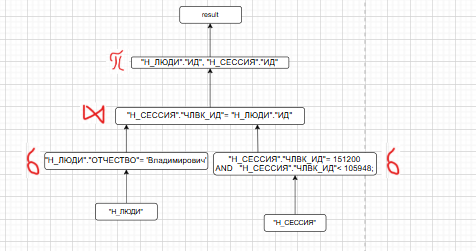 result
π "Н_ЛЮДИ"."ИД", "Н_СЕССИЯ"."ИД"
⋈ "Н_СЕССИЯ"."ЧЛВК_ИД"= "Н_ЛЮДИ"."ИД"
б "Н_ЛЮДИ"."ОТЧЕСТВО"= 'Владимирович'
"Н_СЕССИЯ"."ЧЛВК_ИД"= 151200
AND "Н_СЕССИЯ"."ЧЛВК_ИД"< 105948; б
"Н_ЛЮДИ"
"Н_СЕССИЯ"